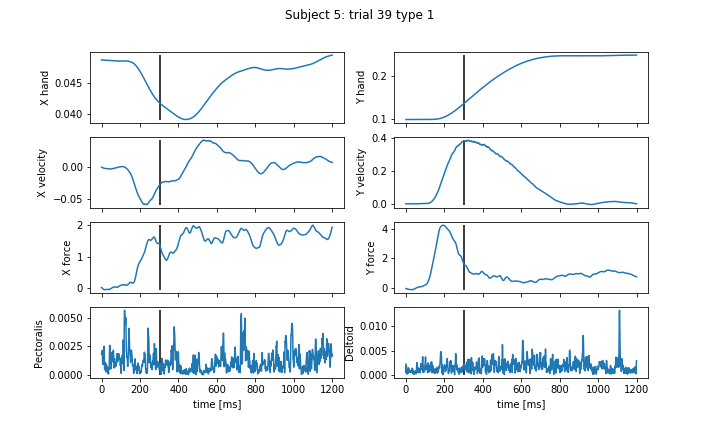 Subject 5: trial 39 type 1
X hand
0.045
0.040
Y hand
0.2
0.1
X velocity
0.00
−0.05
Y velocity
0.4
0.2
0.0
X force
2
1
0
Y force
4
2
0
Pectoralis
0.0050
0.0025
0.0000
0 200 400 600 800 1000 1200
time [ms]
Deltoid
0.010
0.005
0.000
0 200 400 600 800 1000 1200
time [ms]